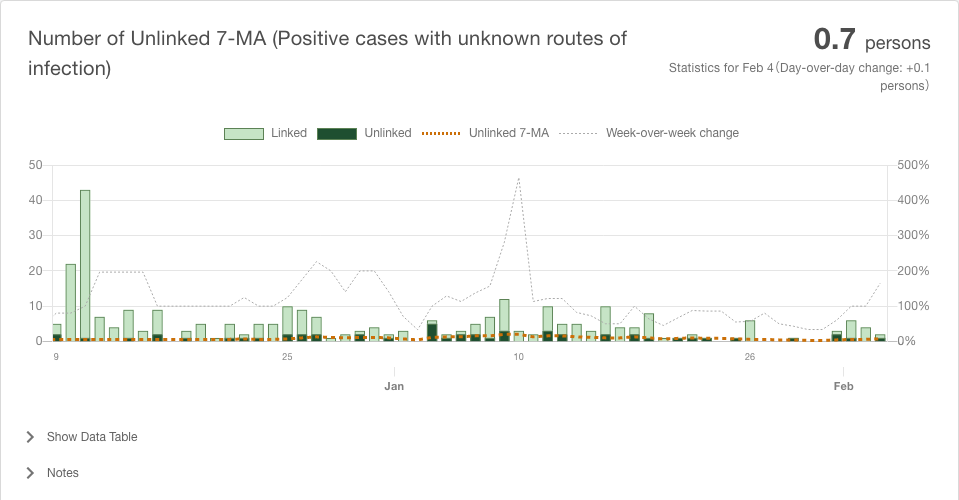 Number of Unlinked 7-MA (Positive cases with unknown routes of
infection)
0.7 persons
Statistics for Feb 4(Day-over-day change: +0.1
persons)
Linked Unlinked Unlinked 7-MA Week-over-week change
50 500%
40 400%
30 300%
20 200%
10 100%
0 0%
9 25 10 26
Jan Feb
Show Data Table
Notes